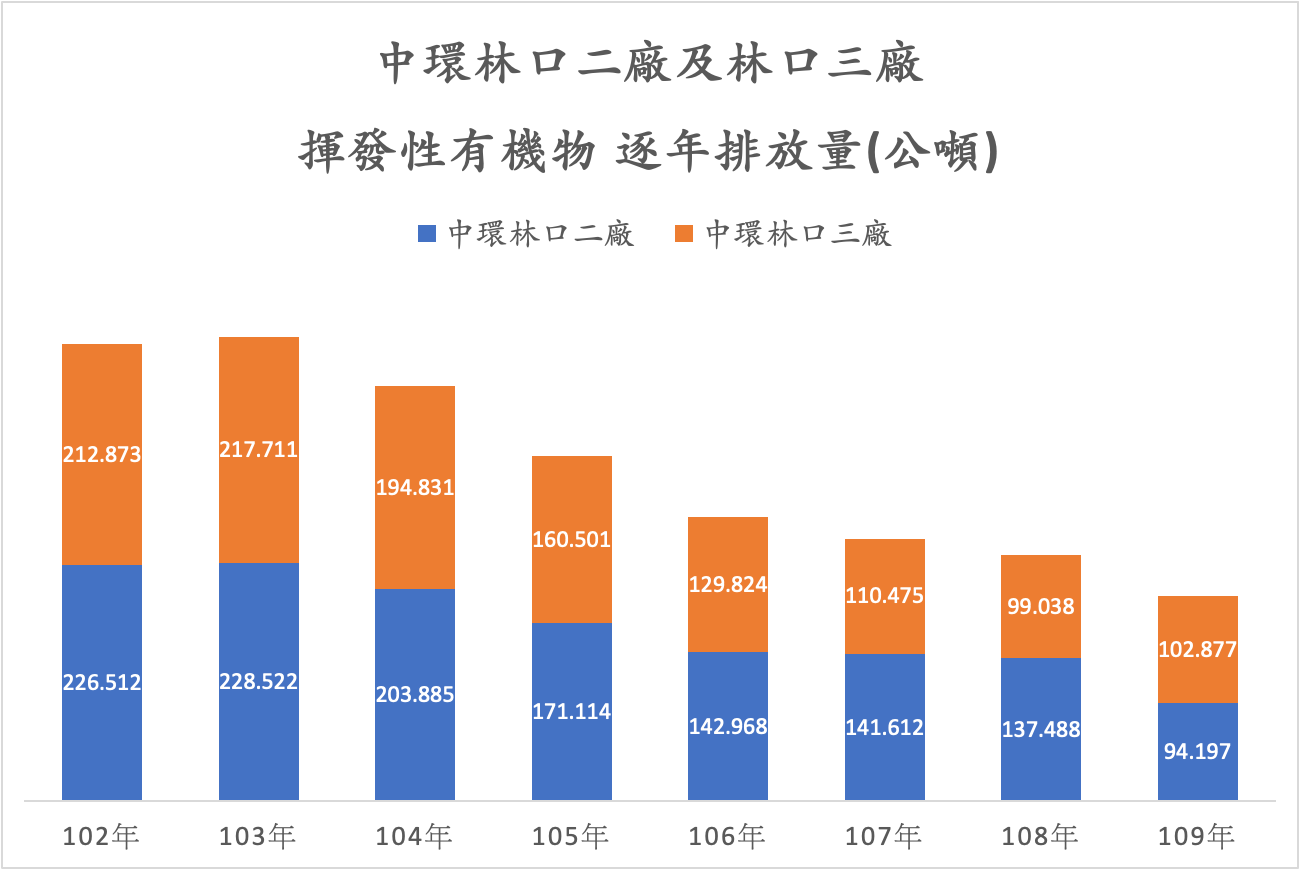 中環林口二廠及林口三廠
揮發性有機物 逐年排放量(公噸)
中環林口二廠 中環林口三廠
212.873 217.711 194.831 160.501 129.824 110.475 99.038 102.877
226.512 228.522 203.885 171.114 142.968 141.612 137.488 94.197
102年 103年 104年 105年 106年 107年 108年 109年